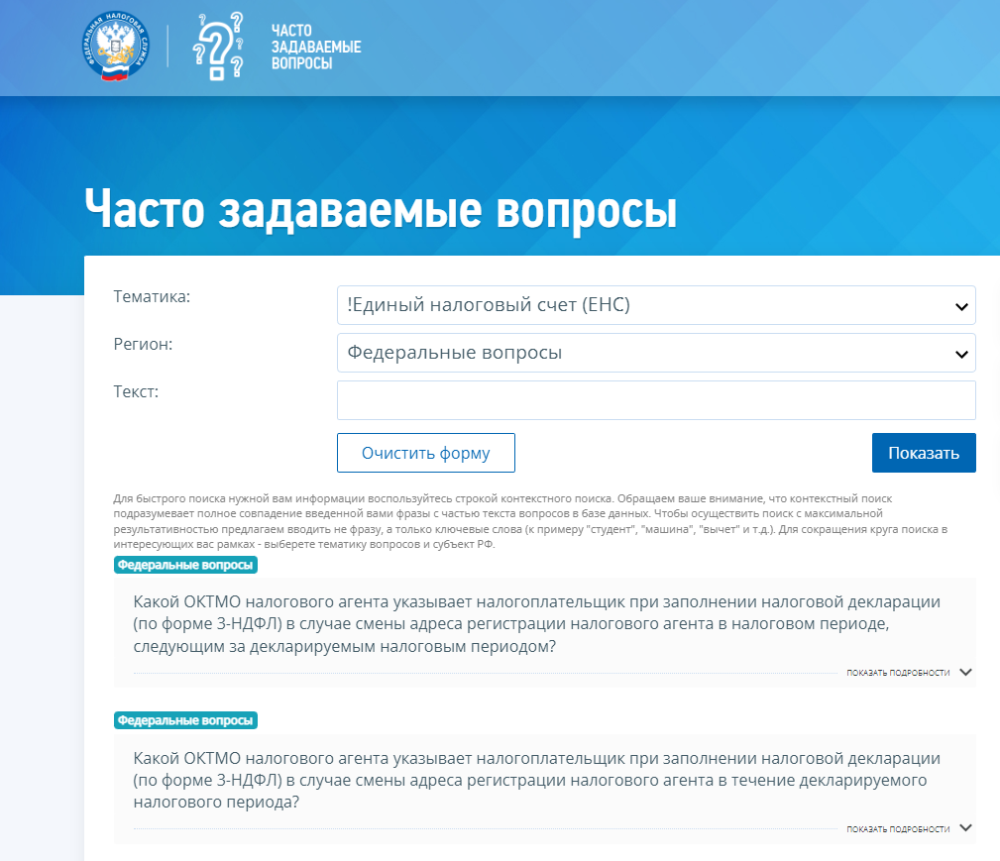 ФЕДЕРАЛЬНАЯ НАЛОГОВАЯ СЛУЖБА
ЧАСТО
ЗАДАВАЕМЫЕ
ВОПРОСЫ
Часто задаваемые вопросы
Тематика:
!Единый налоговый счет (ЕНС)
Регион:
Федеральные вопросы
Текст:
Очистить форму
Показать
Для быстрого поиска нужной вам информации воспользуйтесь строкой контекстного поиска. Обращаем ваше внимание, что контекстный поиск
подразумевает полное совпадение введенной вами фразы с частью текста вопросов в базе данных. Чтобы осуществить поиск с максимальной
результативностью предлагаем вводить не фразу, а только ключевые слова (к примеру "студент", "машина", "вычет" и т.д.). Для сокращения круга поиска в
интересующих вас рамках - выберете тематику вопросов и субъект РФ.
Федеральные вопросы
Какой ОКТМО налогового агента указывает налогоплательщик при заполнении налоговой декларации
(по форме 3-НДФЛ) в случае смены адреса регистрации налогового агента в налоговом периоде,
следующим за декларируемым налоговым периодом?
ПОКАЗАТЬ ПОДРОБНОСТИ
Федеральные вопросы
Какой ОКТМО налогового агента указывает налогоплательщик при заполнении налоговой декларации
(по форме 3-НДФЛ) в случае смены адреса регистрации налогового агента в течение декларируемого
налогового периода?
ПОКАЗАТЬ ПОДРОБНОСТИ